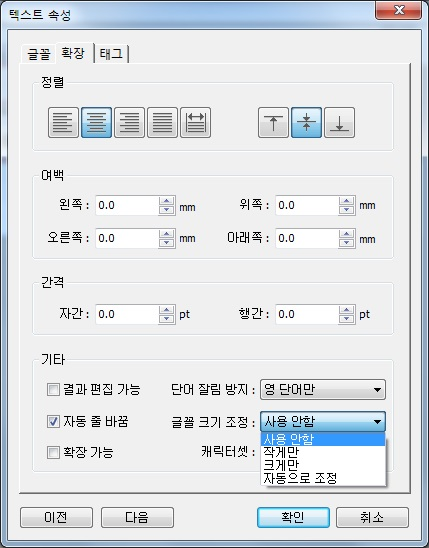 텍스트 속성
글꼴 확장 태그
정렬
여백
왼쪽 : 0.0 mm 위쪽 : 0.0 mm
오른쪽 : 0.0 mm 아래쪽 : 0.0 mm
간격
자간 : 0.0 pt 행간 : 0.0 pt
기타
결과 편집 가능 단어 잘림 방지 : 영 단어만
자동 줄 바꿈 글꼴 크기 조정 : 사용 안함
사용 안함
작게만
확장 가능 캐릭터셋 : 크게만
자동으로 조정
이전 다음 확인 취소